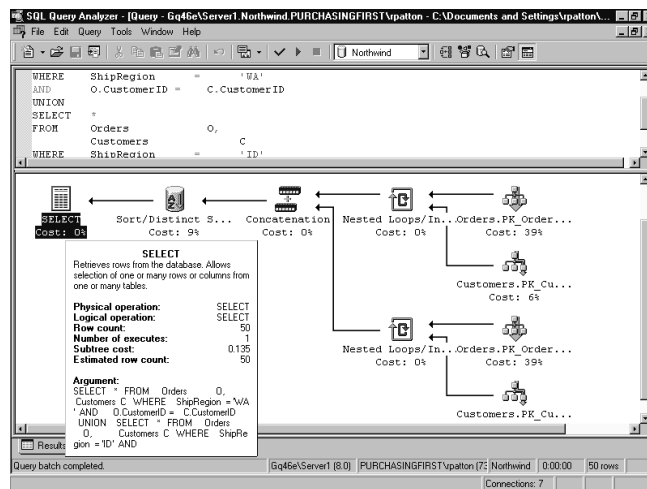 SQL Query Analyzer - [Query - Gq46e\Server1.Northwind.PURCHASINGFIRST\rpatton - C:\Documents and Settings\rpatton\...
File Edit Query Tools Window Help
Northwind
WHERE ShipRegion = 'WA'
AND O.CustomerID = C.CustomerID
UNION
SELECT *
FROM Orders O,
Customers C
WHERE ShipRegion = 'ID'
SELECT
Cost: 0%
Sort/Distinct S...
Cost: 9%
Concatenation
Cost: 0%
Nested Loops/In...
Cost: 0%
Orders.PK_Order...
Cost: 39%
Customers.PK_Cu...
Cost: 6%
Nested Loops/In...
Cost: 0%
Orders.PK_Order...
Cost: 39%
Customers.PK_Cu...
SELECT
Retrieves rows from the database. Allows
selection of one or many rows or columns from
one or many tables.
Physical operation: SELECT
Logical operation: SELECT
Row count: 50
Number of executes: 1
Subtree cost: 0.135
Estimated row count: 50
Argument:
SELECT * FROM Orders O,
Customers C WHERE ShipRegion = 'WA
' AND O.CustomerID = C.CustomerID
UNION SELECT * FROM Orders
O, Customers C WHERE ShipRe
gion = 'ID' AND
Results
Query batch completed.
Gq46e\Server1 (8.0)
PURCHASINGFIRST\rpatton (73
Northwind
0:00:00
50 rows
Connections: 7